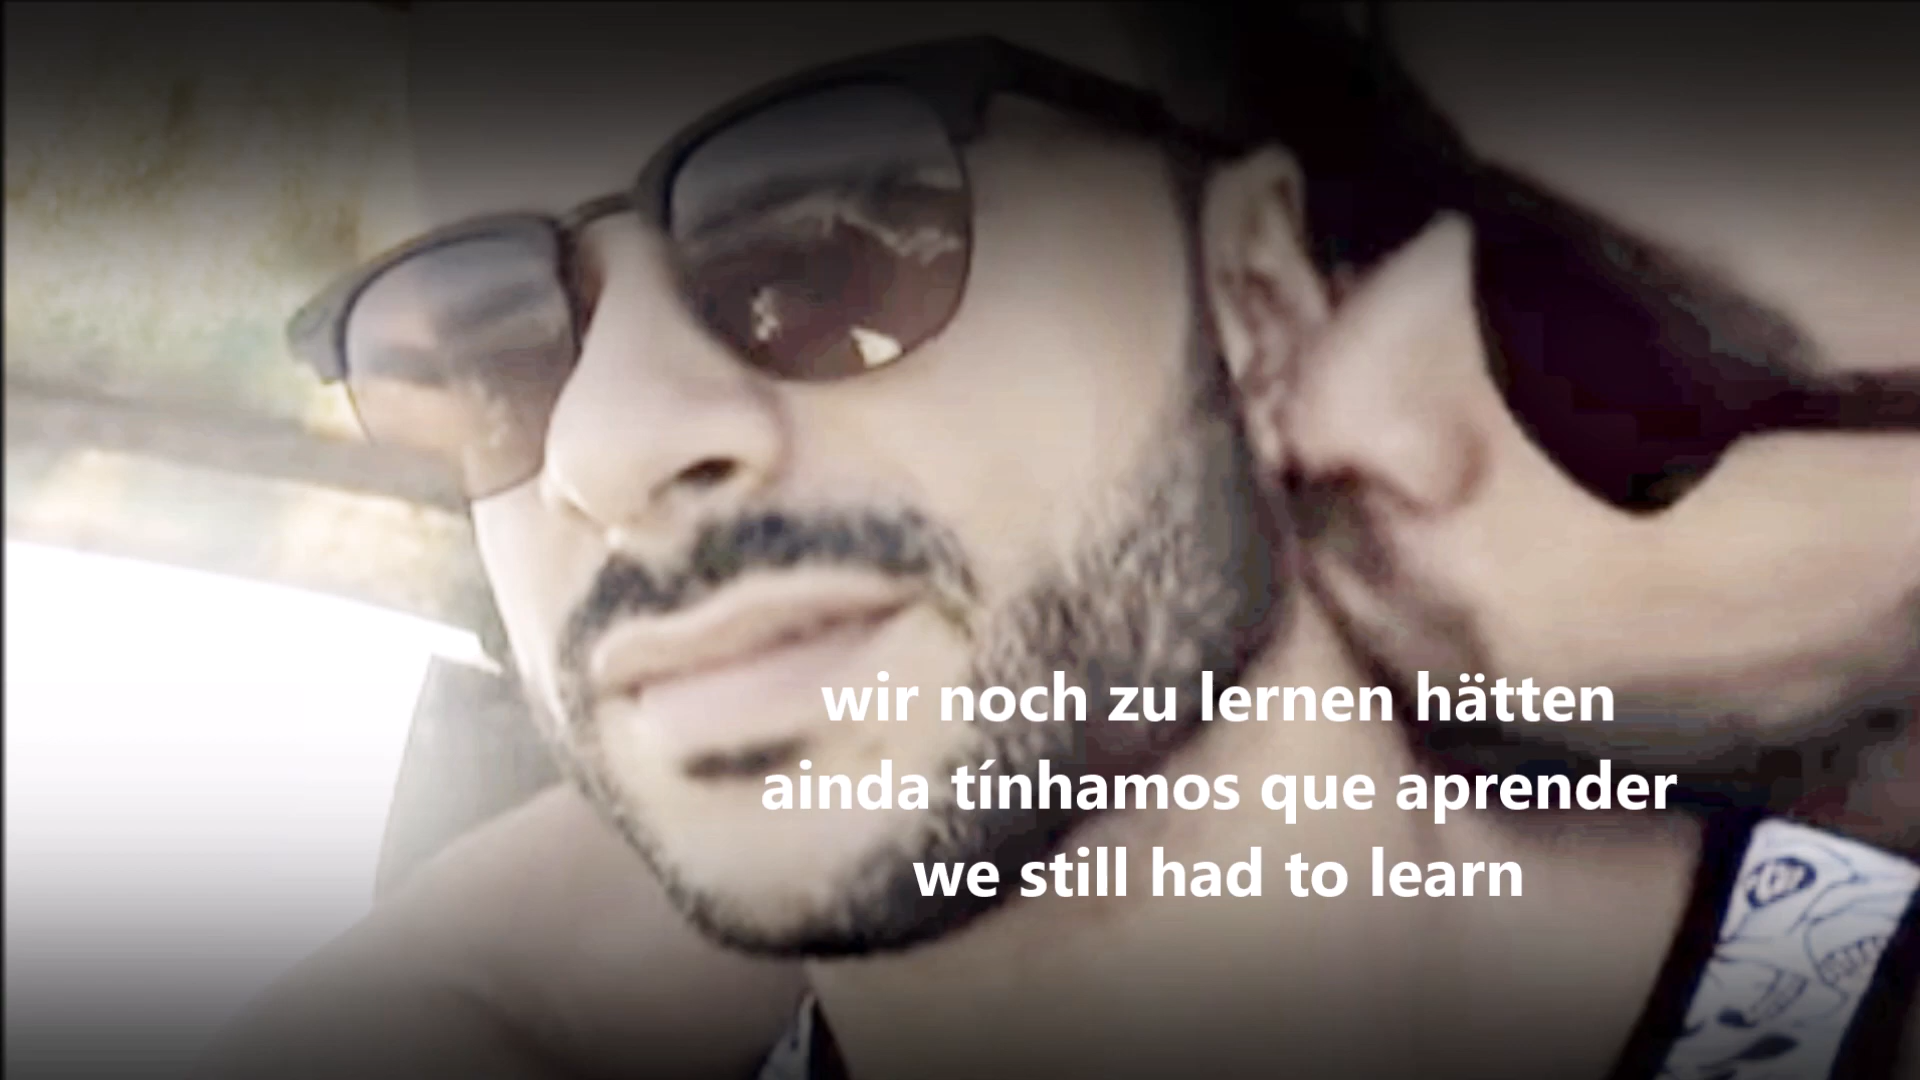 wir noch zu lernen hätten
ainda tínhamos que aprender
we still had to learn